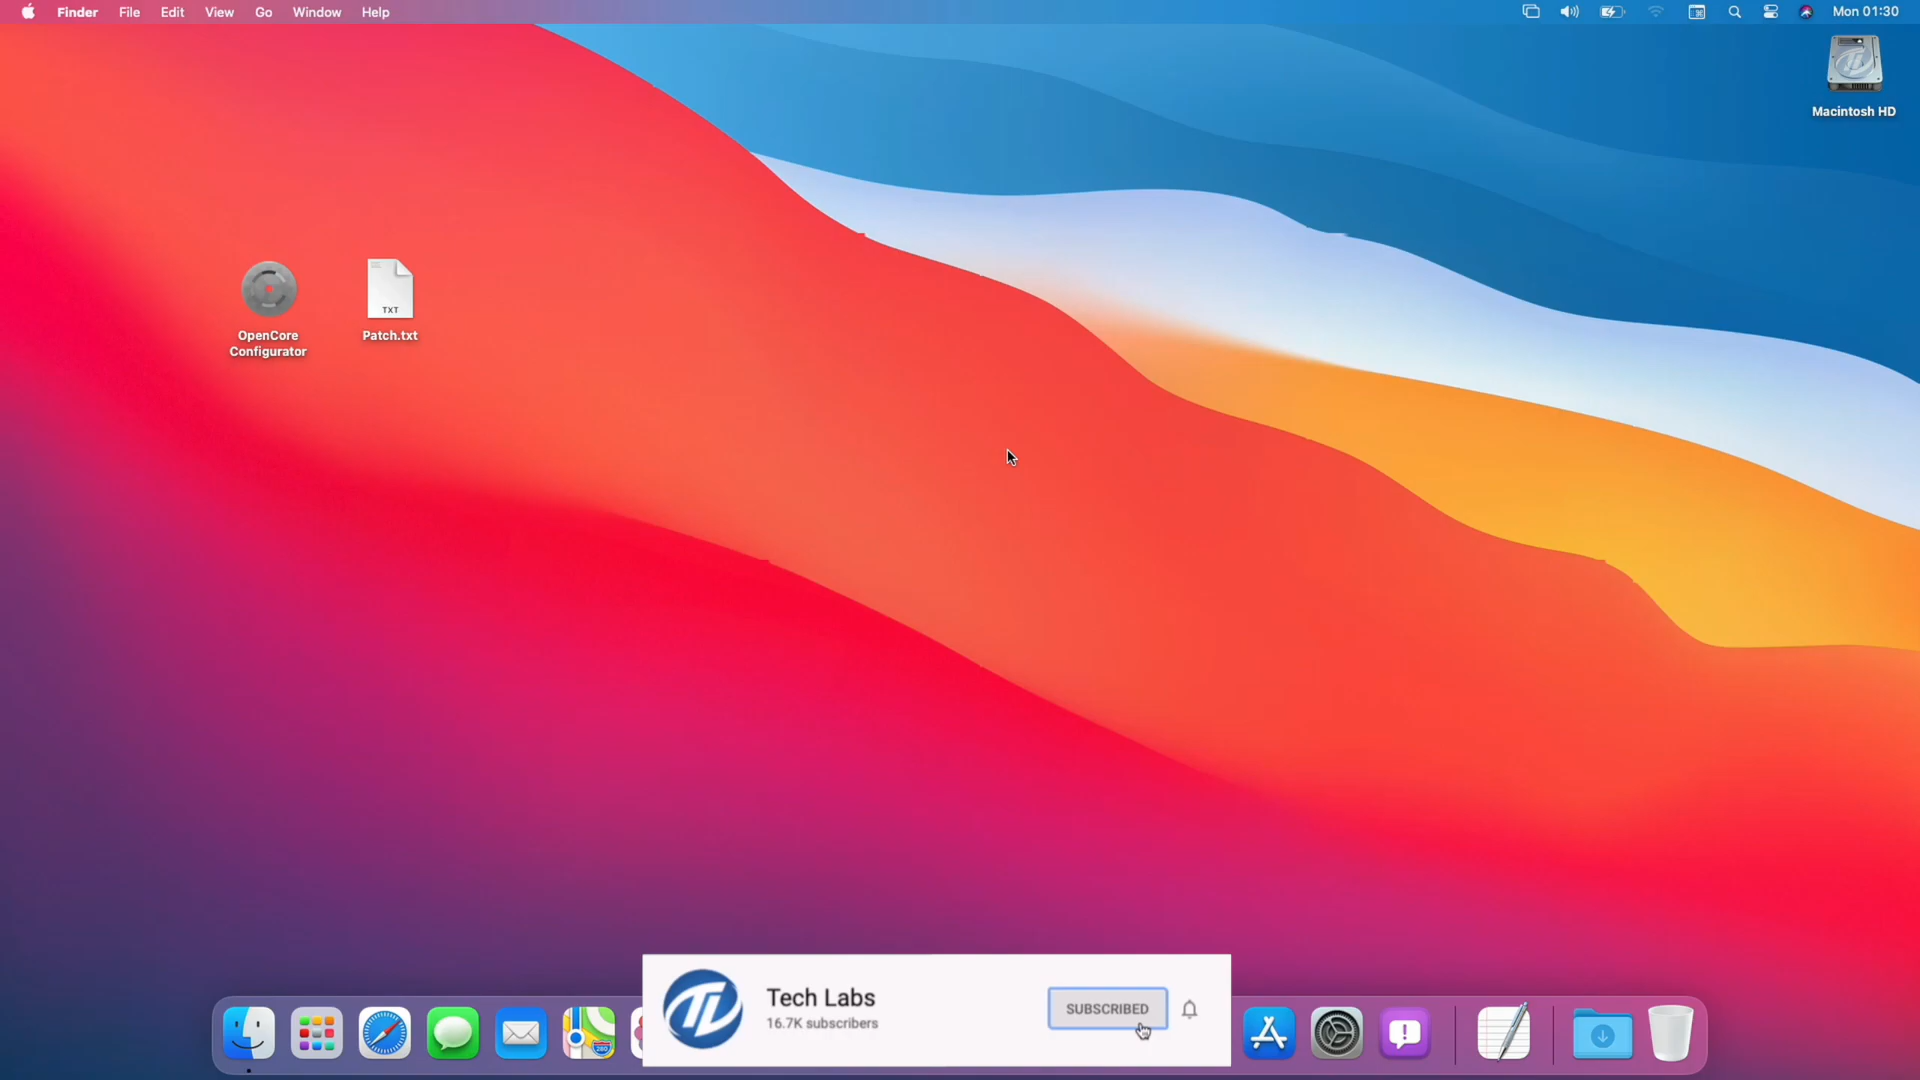 Finder File Edit View Go Window Help
Mon 01:30
Macintosh HD
TXT
OpenCore
Configurator
Patch.txt
Tech Labs
16.7K subscribers
SUBSCRIBED
280